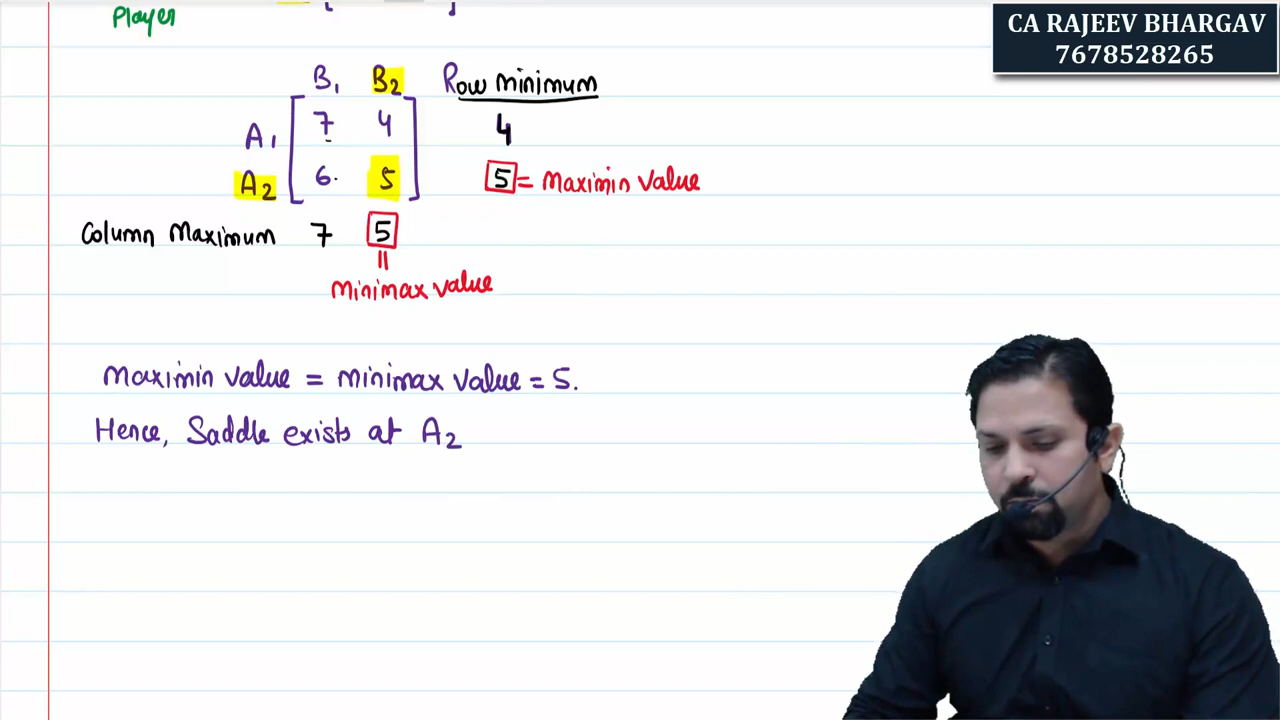 Player
CA RAJEEV BHARGAV
7678528265
B1 B2 Row minimum
A1 7 4 4
A2 6 5 5 = Maximin value
Column Maximum 7 5
=
Minimax value
Maximin value = minimax value = 5.
Hence, Saddle exists at A2